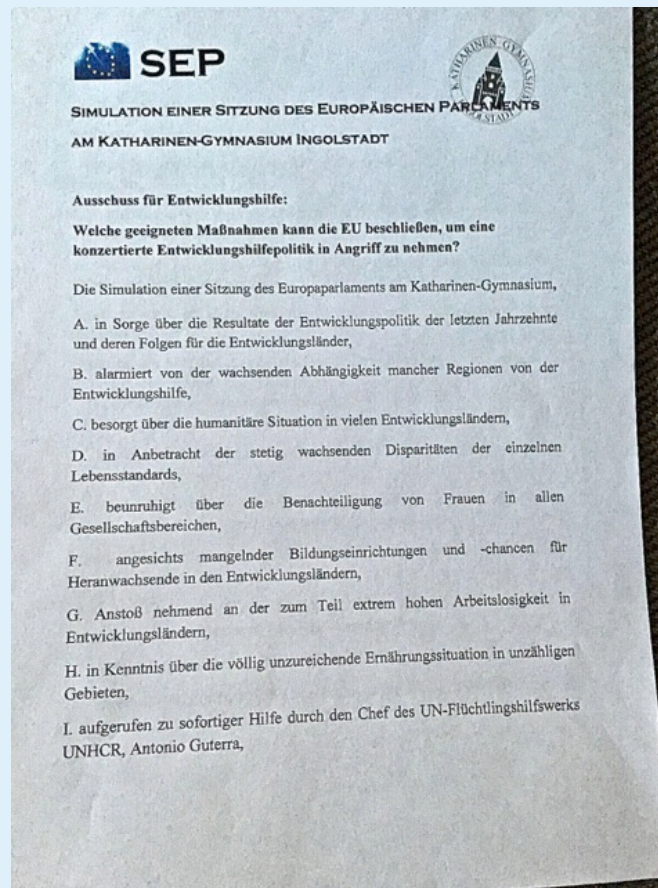 SEP
KATHARINEN-GYMNASIUM
INGOLSTADT
SIMULATION EINER SITZUNG DES EUROPÄISCHEN PARLAMENTS
AM KATHARINEN-GYMNASIUM INGOLSTADT
Ausschuss für Entwicklungshilfe:
Welche geeigneten Maßnahmen kann die EU beschließen, um eine
konzertierte Entwicklungshilfepolitik in Angriff zu nehmen?
Die Simulation einer Sitzung des Europaparlaments am Katharinen-Gymnasium,
A. in Sorge über die Resultate der Entwicklungspolitik der letzten Jahrzehnte
und deren Folgen für die Entwicklungsländer,
B. alarmiert von der wachsenden Abhängigkeit mancher Regionen von der
Entwicklungshilfe,
C. besorgt über die humanitäre Situation in vielen Entwicklungsländern,
D. in Anbetracht der stetig wachsenden Disparitäten der einzelnen
Lebensstandards,
E. beunruhigt über die Benachteiligung von Frauen in allen
Gesellschaftsbereichen,
F. angesichts mangelnder Bildungseinrichtungen und -chancen für
Heranwachsende in den Entwicklungsländern,
G. Anstoß nehmend an der zum Teil extrem hohen Arbeitslosigkeit in
Entwicklungsländern,
H. in Kenntnis über die völlig unzureichende Ernährungssituation in unzähligen
Gebieten,
I. aufgerufen zu sofortiger Hilfe durch den Chef des UN-Flüchtlingshilfswerks
UNHCR, Antonio Guterra,